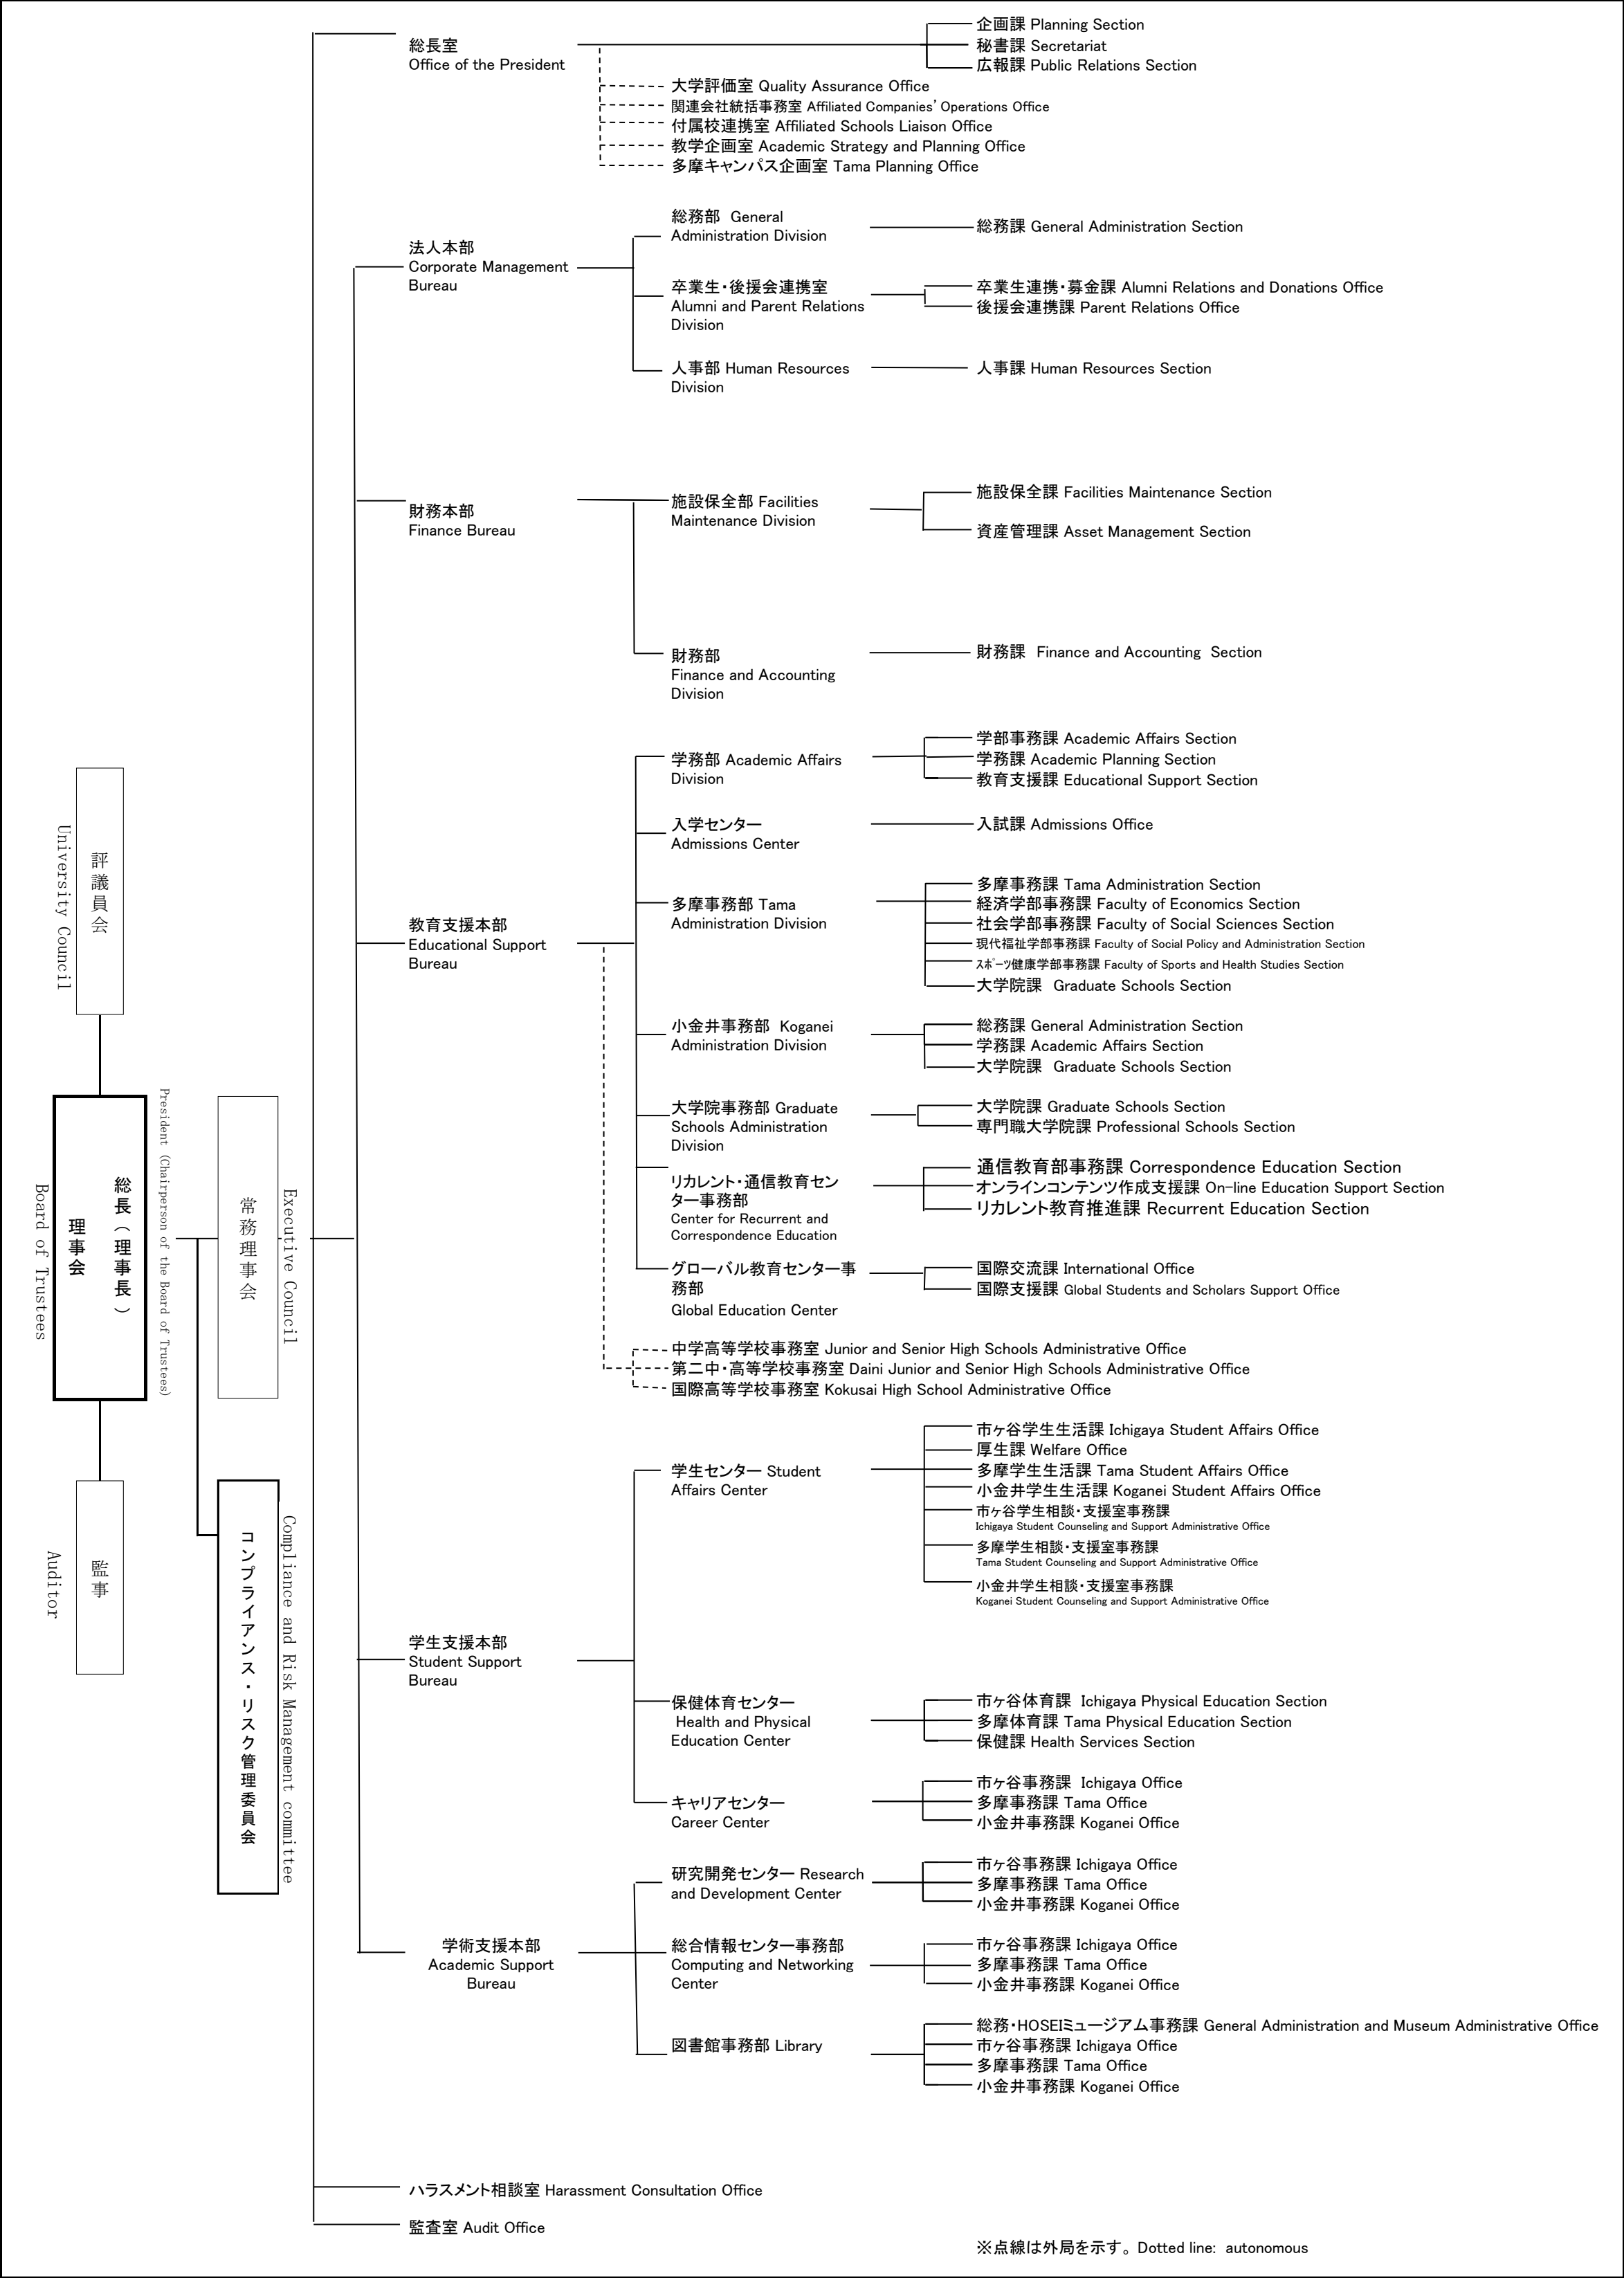 評議員会
University Council
総長（理事長）
理事会
Board of Trustees
President (Chairperson of the Board of Trustees)
監事
Auditor
常務理事会
Executive Council
コンプライアンス・リスク管理委員会
Compliance and Risk Management committee
総長室
Office of the President
企画課 Planning Section
秘書課 Secretariat
広報課 Public Relations Section
大学評価室 Quality Assurance Office
関連会社統括事務室 Affiliated Companies' Operations Office
付属校連携室 Affiliated Schools Liaison Office
教学企画室 Academic Strategy and Planning Office
多摩キャンパス企画室 Tama Planning Office
法人本部
Corporate Management
Bureau
総務部 General
Administration Division
総務課 General Administration Section
卒業生・後援会連携室
Alumni and Parent Relations
Division
卒業生連携・募金課 Alumni Relations and Donations Office
後援会連携課 Parent Relations Office
人事部 Human Resources
Division
人事課 Human Resources Section
財務本部
Finance Bureau
施設保全部 Facilities
Maintenance Division
施設保全課 Facilities Maintenance Section
資産管理課 Asset Management Section
財務部
Finance and Accounting
Division
財務課 Finance and Accounting Section
教育支援本部
Educational Support
Bureau
学務部 Academic Affairs
Division
学部事務課 Academic Affairs Section
学務課 Academic Planning Section
教育支援課 Educational Support Section
入学センター
Admissions Center
入試課 Admissions Office
多摩事務部 Tama
Administration Division
多摩事務課 Tama Administration Section
経済学部事務課 Faculty of Economics Section
社会学部事務課 Faculty of Social Sciences Section
現代福祉学部事務課 Faculty of Social Policy and Administration Section
ｽﾎﾟｰﾂ健康学部事務課 Faculty of Sports and Health Studies Section
大学院課 Graduate Schools Section
小金井事務部 Koganei
Administration Division
総務課 General Administration Section
学務課 Academic Affairs Section
大学院課 Graduate Schools Section
大学院事務部 Graduate
Schools Administration
Division
大学院課 Graduate Schools Section
専門職大学院課 Professional Schools Section
リカレント・通信教育セン
ター事務部
Center for Recurrent and
Correspondence Education
通信教育部事務課 Correspondence Education Section
オンラインコンテンツ作成支援課 On-line Education Support Section
リカレント教育推進課 Recurrent Education Section
グローバル教育センター事
務部
Global Education Center
国際交流課 International Office
国際支援課 Global Students and Scholars Support Office
中学高等学校事務室 Junior and Senior High Schools Administrative Office
第二中・高等学校事務室 Daini Junior and Senior High Schools Administrative Office
国際高等学校事務室 Kokusai High School Administrative Office
学生支援本部
Student Support
Bureau
学生センター Student
Affairs Center
市ヶ谷学生生活課 Ichigaya Student Affairs Office
厚生課 Welfare Office
多摩学生生活課 Tama Student Affairs Office
小金井学生生活課 Koganei Student Affairs Office
市ヶ谷学生相談・支援室事務課
Ichigaya Student Counseling and Support Administrative Office
多摩学生相談・支援室事務課
Tama Student Counseling and Support Administrative Office
小金井学生相談・支援室事務課
Koganei Student Counseling and Support Administrative Office
保健体育センター
Health and Physical
Education Center
市ヶ谷体育課 Ichigaya Physical Education Section
多摩体育課 Tama Physical Education Section
保健課 Health Services Section
キャリアセンター
Career Center
市ヶ谷事務課 Ichigaya Office
多摩事務課 Tama Office
小金井事務課 Koganei Office
学術支援本部
Academic Support
Bureau
研究開発センター Research
and Development Center
市ヶ谷事務課 Ichigaya Office
多摩事務課 Tama Office
小金井事務課 Koganei Office
総合情報センター事務部
Computing and Networking
Center
市ヶ谷事務課 Ichigaya Office
多摩事務課 Tama Office
小金井事務課 Koganei Office
図書館事務部 Library
総務・HOSEIミュージアム事務課 General Administration and Museum Administrative Office
市ヶ谷事務課 Ichigaya Office
多摩事務課 Tama Office
小金井事務課 Koganei Office
ハラスメント相談室 Harassment Consultation Office
監査室 Audit Office
※点線は外局を示す。 Dotted line: autonomous